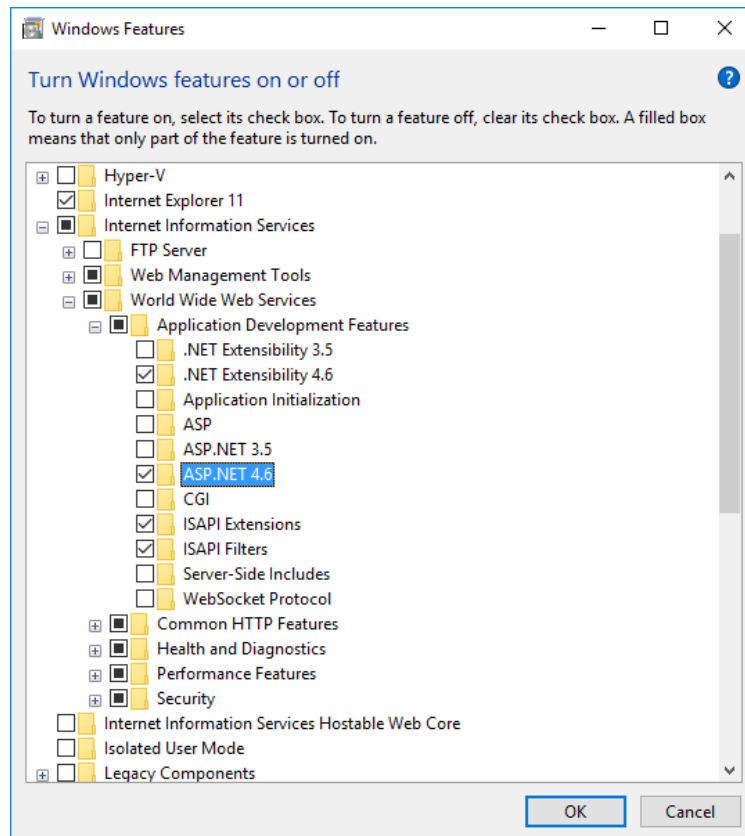 Windows Features
Turn Windows features on or off
To turn a feature on, select its check box. To turn a feature off, clear its check box. A filled box
means that only part of the feature is turned on.
Hyper-V
Internet Explorer 11
Internet Information Services
FTP Server
Web Management Tools
World Wide Web Services
Application Development Features
.NET Extensibility 3.5
.NET Extensibility 4.6
Application Initialization
ASP
ASP.NET 3.5
ASP.NET 4.6
CGI
ISAPI Extensions
ISAPI Filters
Server-Side Includes
WebSocket Protocol
Common HTTP Features
Health and Diagnostics
Performance Features
Security
Internet Information Services Hostable Web Core
Isolated User Mode
Legacy Components
OK Cancel